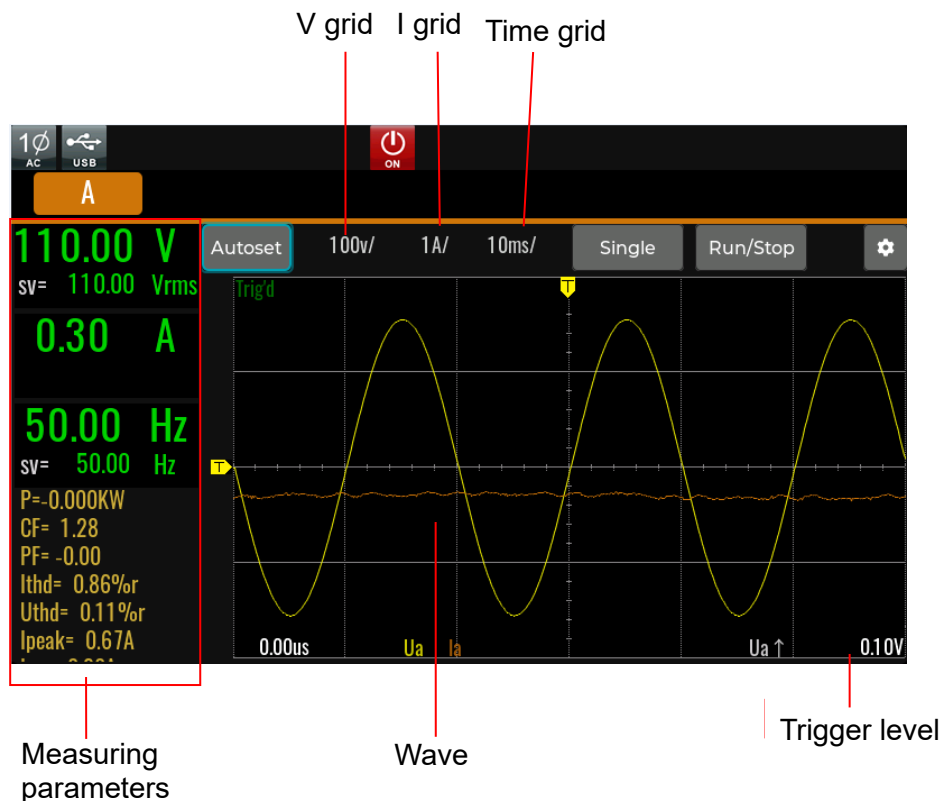 V grid I grid Time grid
1Ø
AC USB ON
A
110.00 V
sv= 110.00 Vrms
Autoset 100v/ 1A/ 10ms/ Single Run/Stop
Trig'd T
0.30 A
50.00 Hz
sv= 50.00 Hz
T
P=-0.000KW
CF= 1.28
PF= -0.00
Ithd= 0.86%r
Uthd= 0.11%r
Ipeak= 0.67A
0.00us Ua Ia Ua↑ 0.10V
Trigger level
Measuring
parameters
Wave